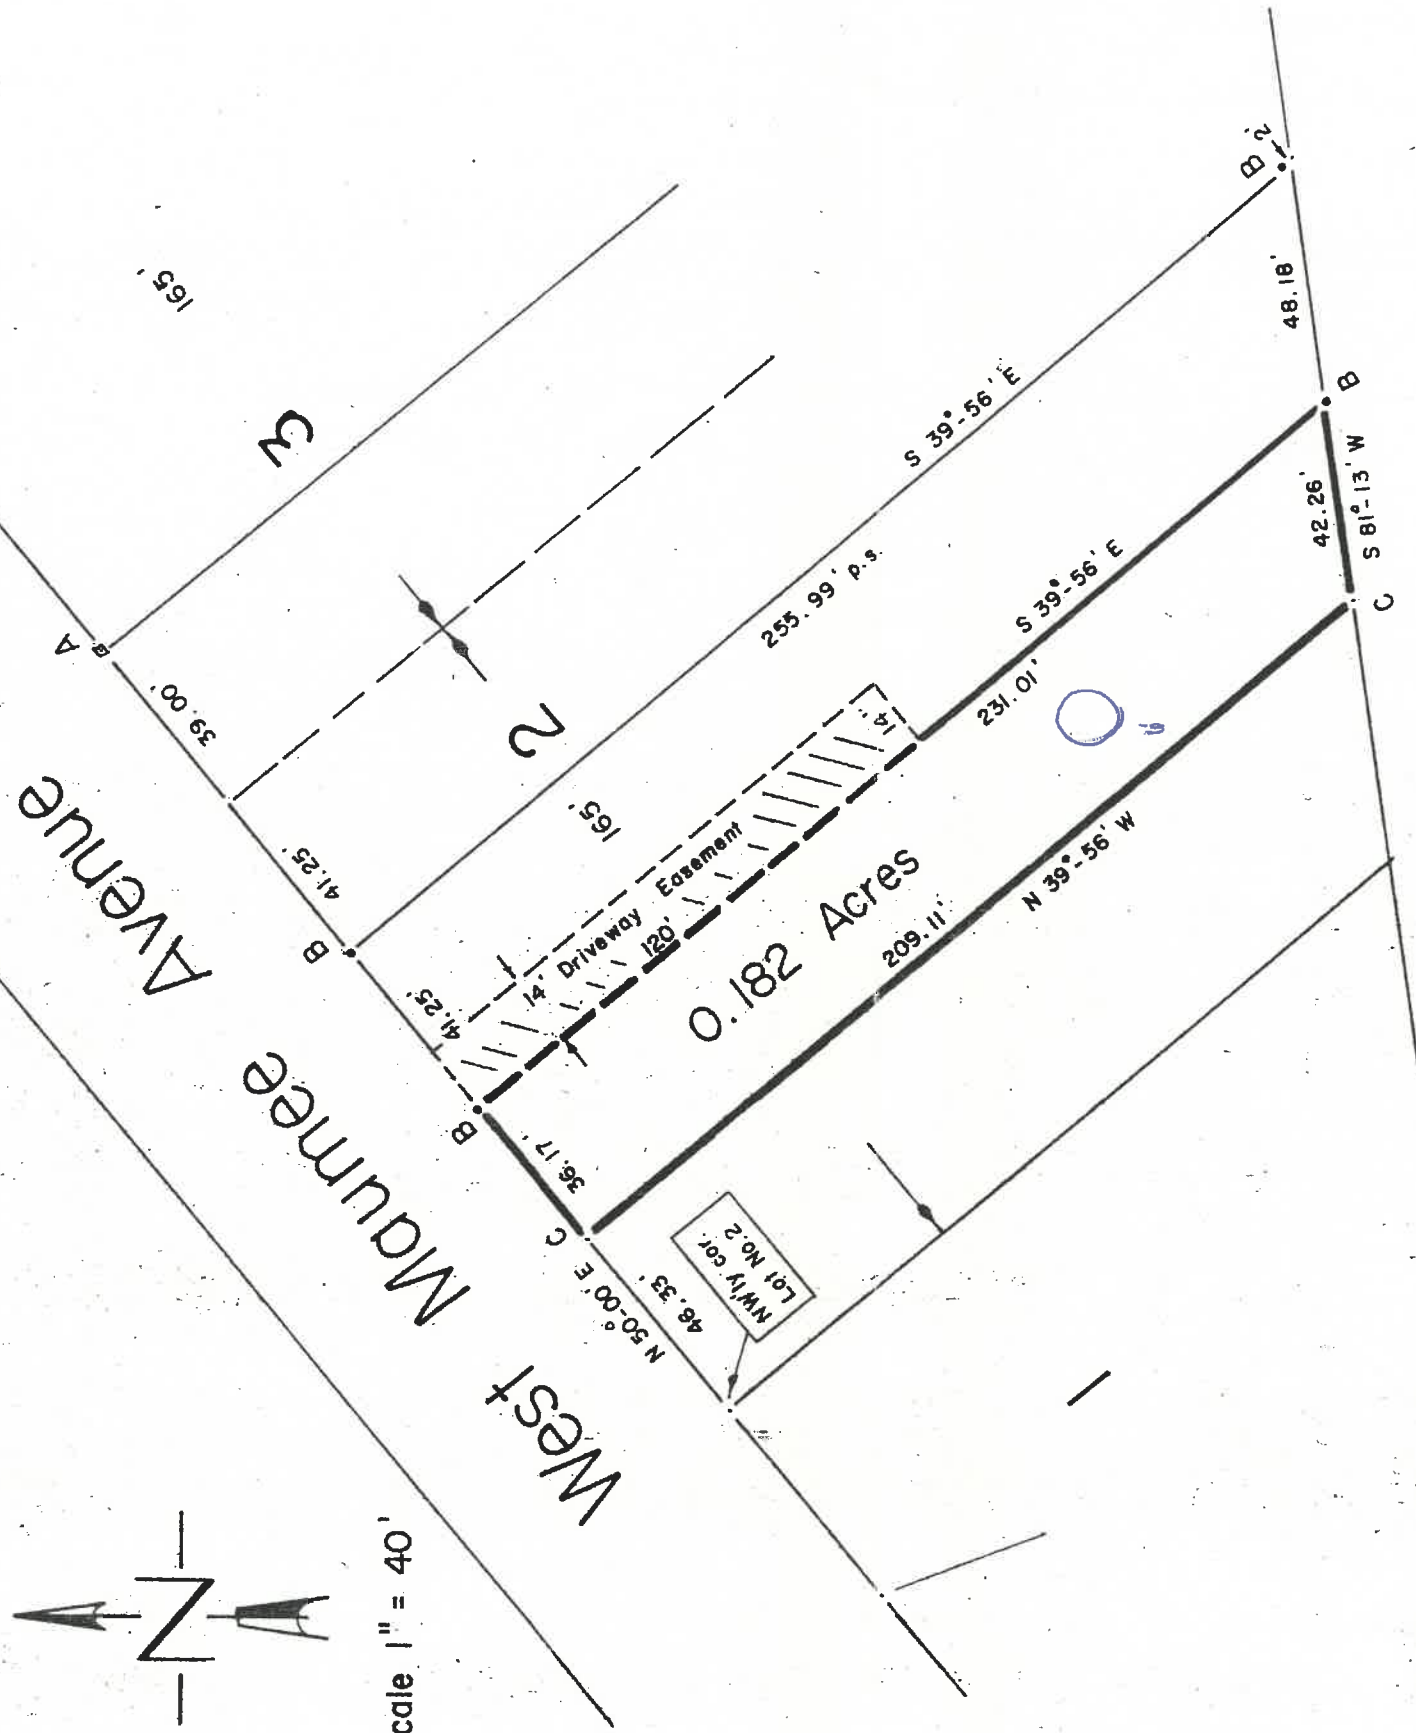 West Maumee Avenue
A
39.00'
41.25'
B
41.25'
B
36.17'
C
N 50°-00' E
46.33'
NW'ly cor.
Lot No.2
165'
3
2
165'
1
14'
Driveway Easement
120'
14'
0.182 Acres
209.11'
N 39°-56' W
231.01'
S 39°-56' E
255.99' p.s.
S 39°-56' E
B
.2'
48.18'
B
42.26'
S 81°-13' W
C
N
cale 1" = 40'